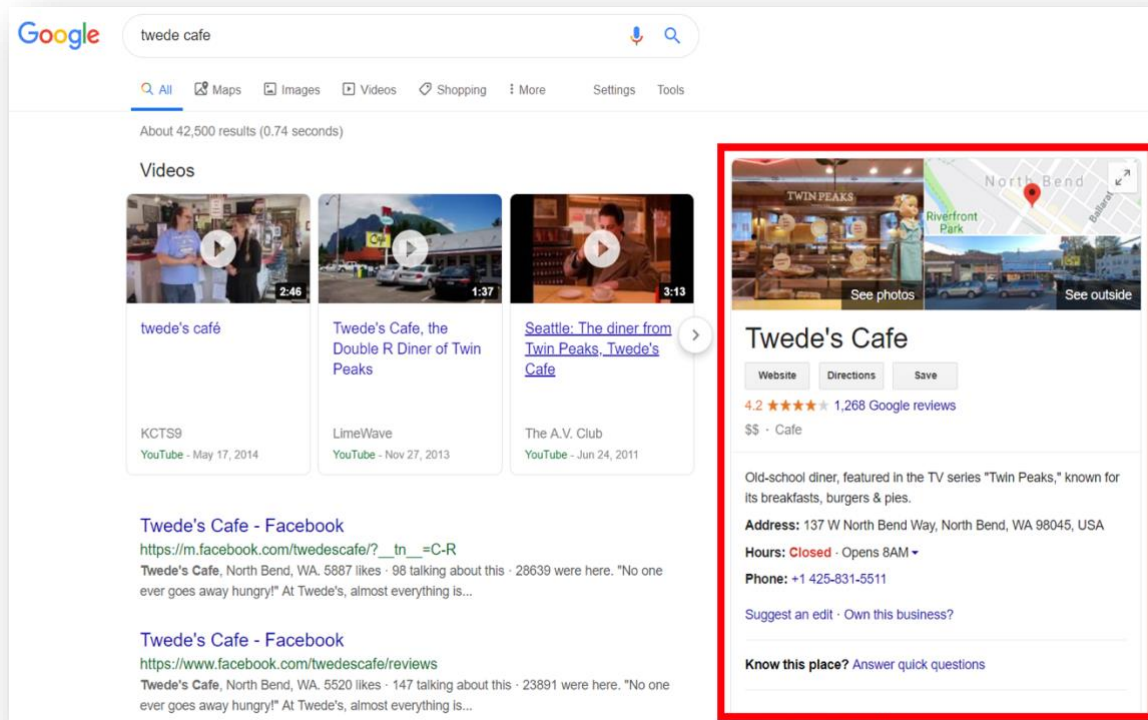 Google
twede cafe
All Maps Images Videos Shopping More Settings Tools
About 42,500 results (0.74 seconds)
Videos
2:46
1:37
3:13
twede's café
KCTS9
YouTube - May 17, 2014
Twede's Cafe, the
Double R Diner of Twin
Peaks
LimeWave
YouTube - Nov 27, 2013
Seattle: The diner from
Twin Peaks, Twede's
Cafe
The A.V. Club
YouTube - Jun 24, 2011
Twede's Cafe - Facebook
https://m.facebook.com/twedescafe/?__tn__=C-R
Twede's Cafe, North Bend, WA. 5887 likes · 98 talking about this · 28639 were here. "No one
ever goes away hungry!" At Twede's, almost everything is...
Twede's Cafe - Facebook
https://www.facebook.com/twedescafe/reviews
Twede's Cafe, North Bend, WA. 5520 likes · 147 talking about this · 23891 were here. "No one
ever goes away hungry!" At Twede's, almost everything is...
TWIN PEAKS
See photos
North Bend
Riverfront
Park
Ballarat
See outside
Twede's Cafe
Website Directions Save
4.2 ★★★★★ 1,268 Google reviews
$$ · Cafe
Old-school diner, featured in the TV series "Twin Peaks," known for
its breakfasts, burgers & pies.
Address: 137 W North Bend Way, North Bend, WA 98045, USA
Hours: Closed · Opens 8AM
Phone: +1 425-831-5511
Suggest an edit · Own this business?
Know this place? Answer quick questions